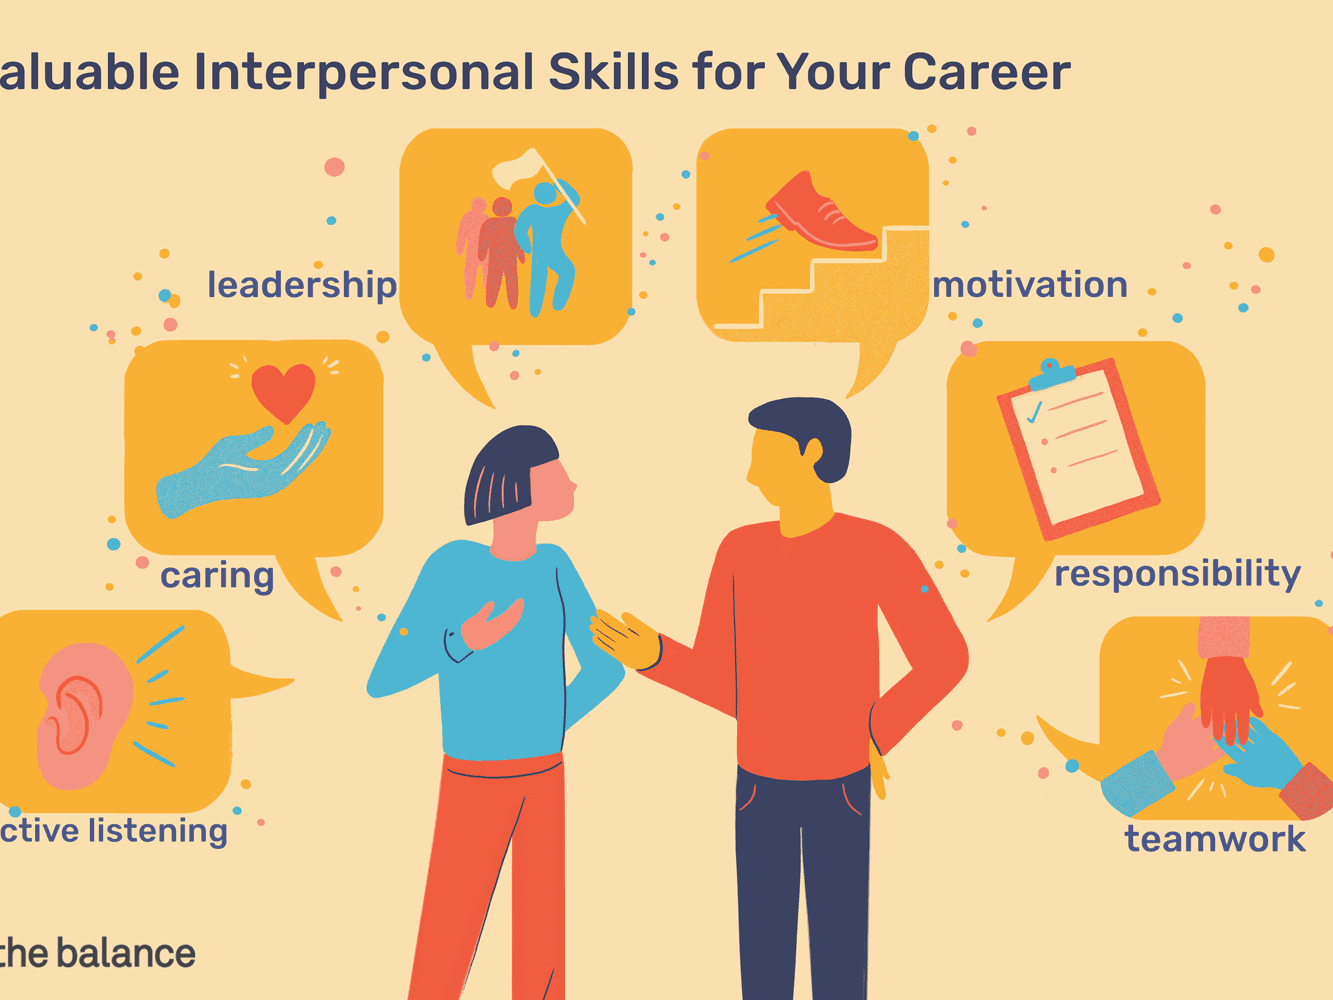 aluable Interpersonal Skills for Your Career
leadership
motivation
caring
responsibility
ctive listening
teamwork
the balance